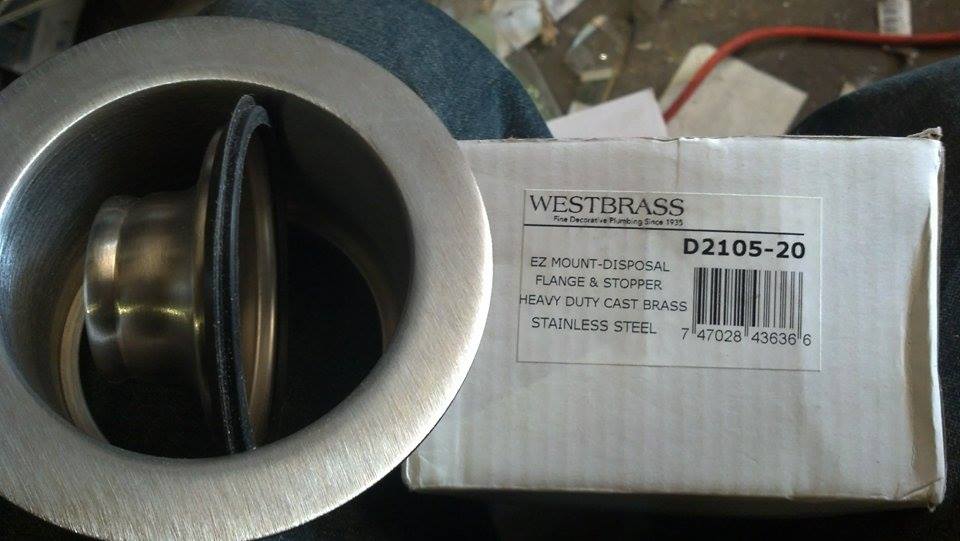 WESTBRASS
Fine Decorative Plumbing Since 1935
D2105-20
EZ MOUNT-DISPOSAL
FLANGE & STOPPER
HEAVY DUTY CAST BRASS
STAINLESS STEEL
7 47028 43636 6